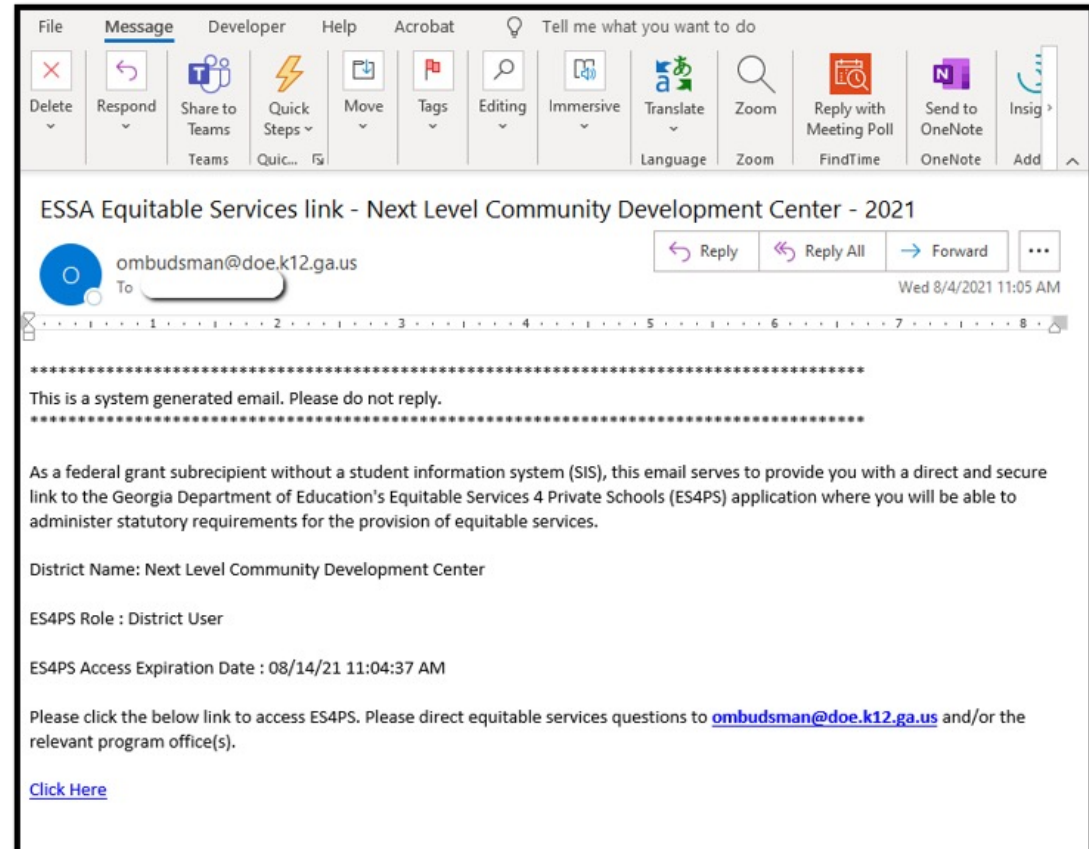 File Message Developer Help Acrobat Tell me what you want to do
Delete Respond Share to Teams Quick Steps Move Tags Editing Immersive Translate Zoom Reply with Meeting Poll Send to OneNote Insig
Teams Quic... Language Zoom FindTime OneNote Add
ESSA Equitable Services link - Next Level Community Development Center - 2021
O
ombudsman@doe.k12.ga.us
To
Reply Reply All Forward ...
Wed 8/4/2021 11:05 AM
1 2 3 4 5 6 7 8
****************************************************************************************
This is a system generated email. Please do not reply.
****************************************************************************************
As a federal grant subrecipient without a student information system (SIS), this email serves to provide you with a direct and secure
link to the Georgia Department of Education's Equitable Services 4 Private Schools (ES4PS) application where you will be able to
administer statutory requirements for the provision of equitable services.
District Name: Next Level Community Development Center
ES4PS Role : District User
ES4PS Access Expiration Date : 08/14/21 11:04:37 AM
Please click the below link to access ES4PS. Please direct equitable services questions to ombudsman@doe.k12.ga.us and/or the
relevant program office(s).
Click Here